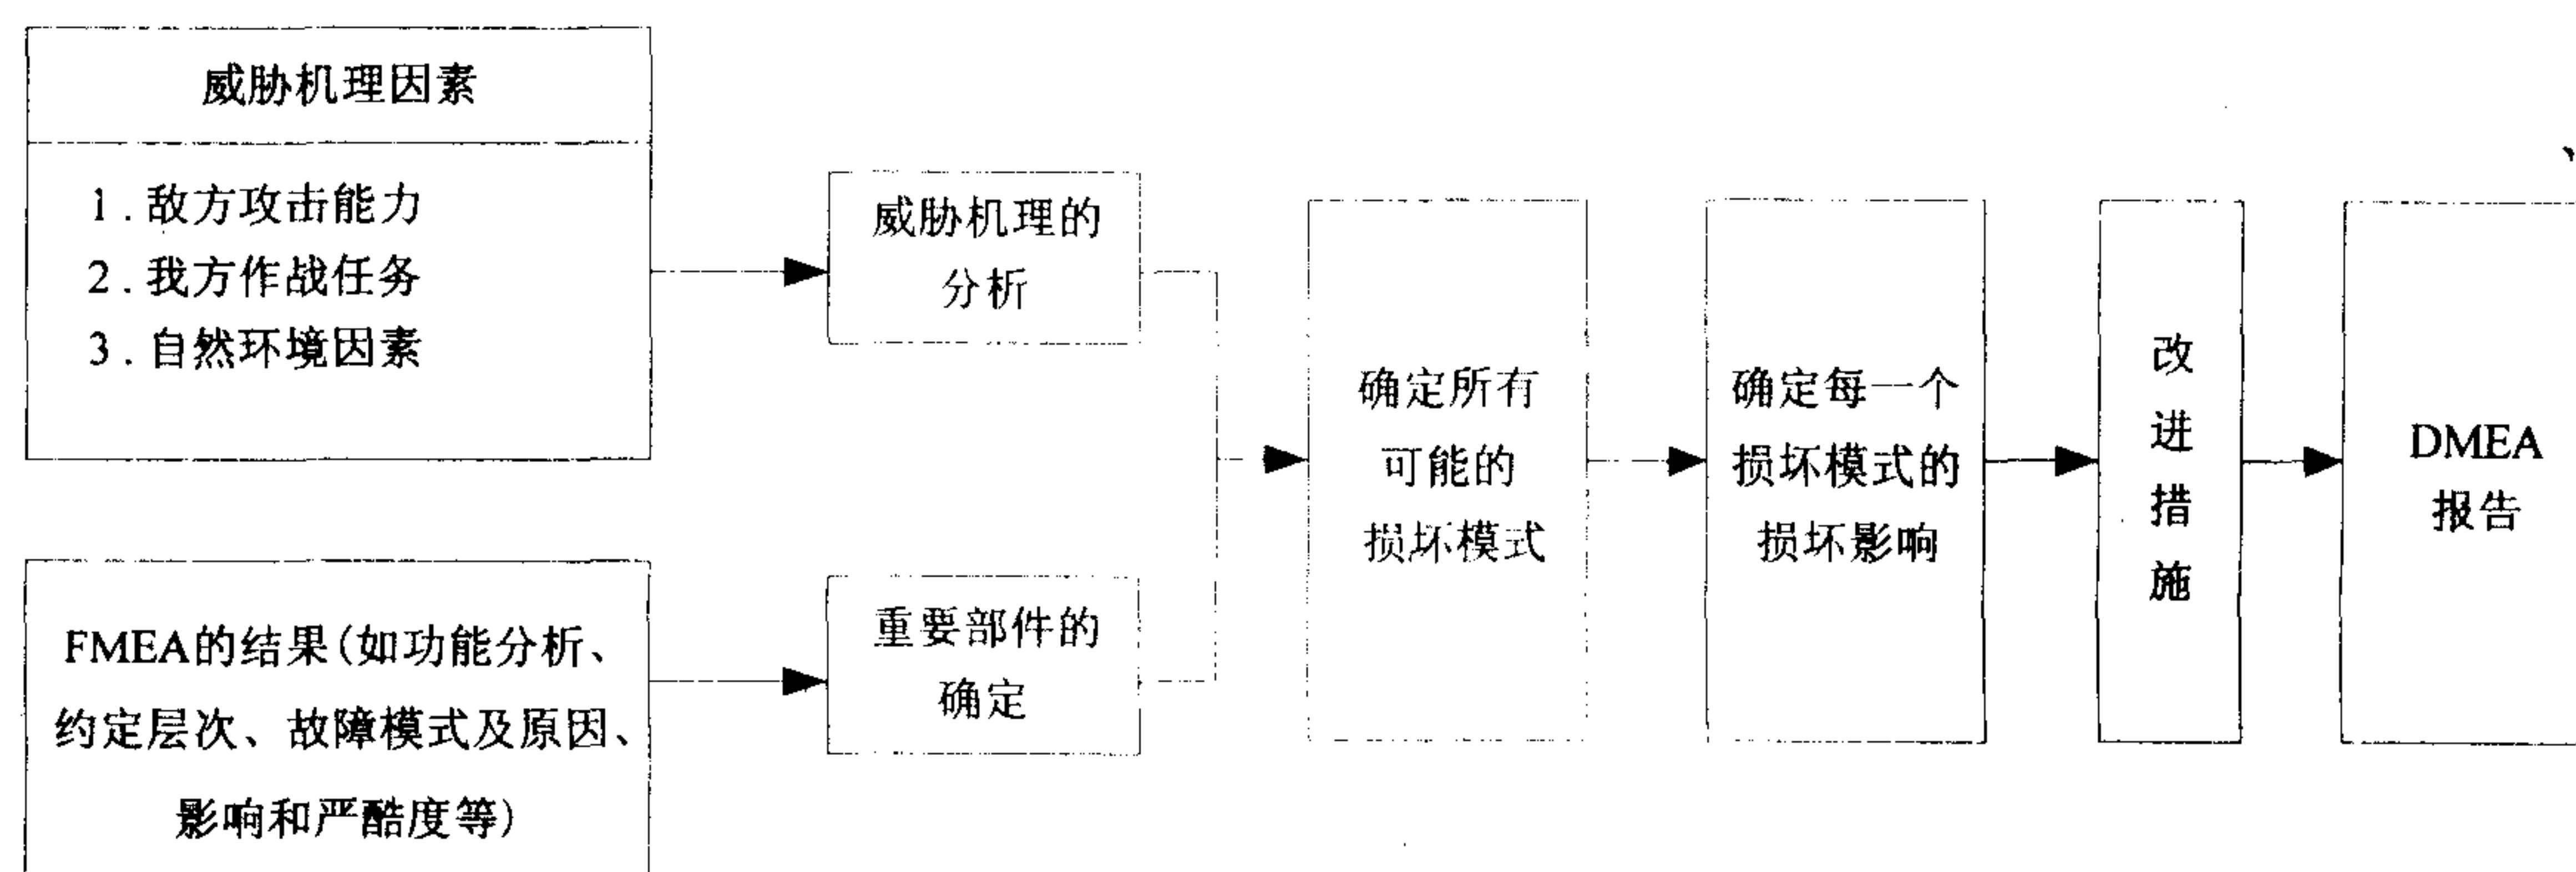 威胁机理因素
1.敌方攻击能力
2.我方作战任务
3.自然环境因素
FMEA的结果(如功能分析、
约定层次、故障模式及原因、
影响和严酷度等)
威胁机理的
分析
重要部件的
确定
确定所有
可能的
损坏模式
确定每一个
损坏模式的
损坏影响
改
进
措
施
DMEA
报告